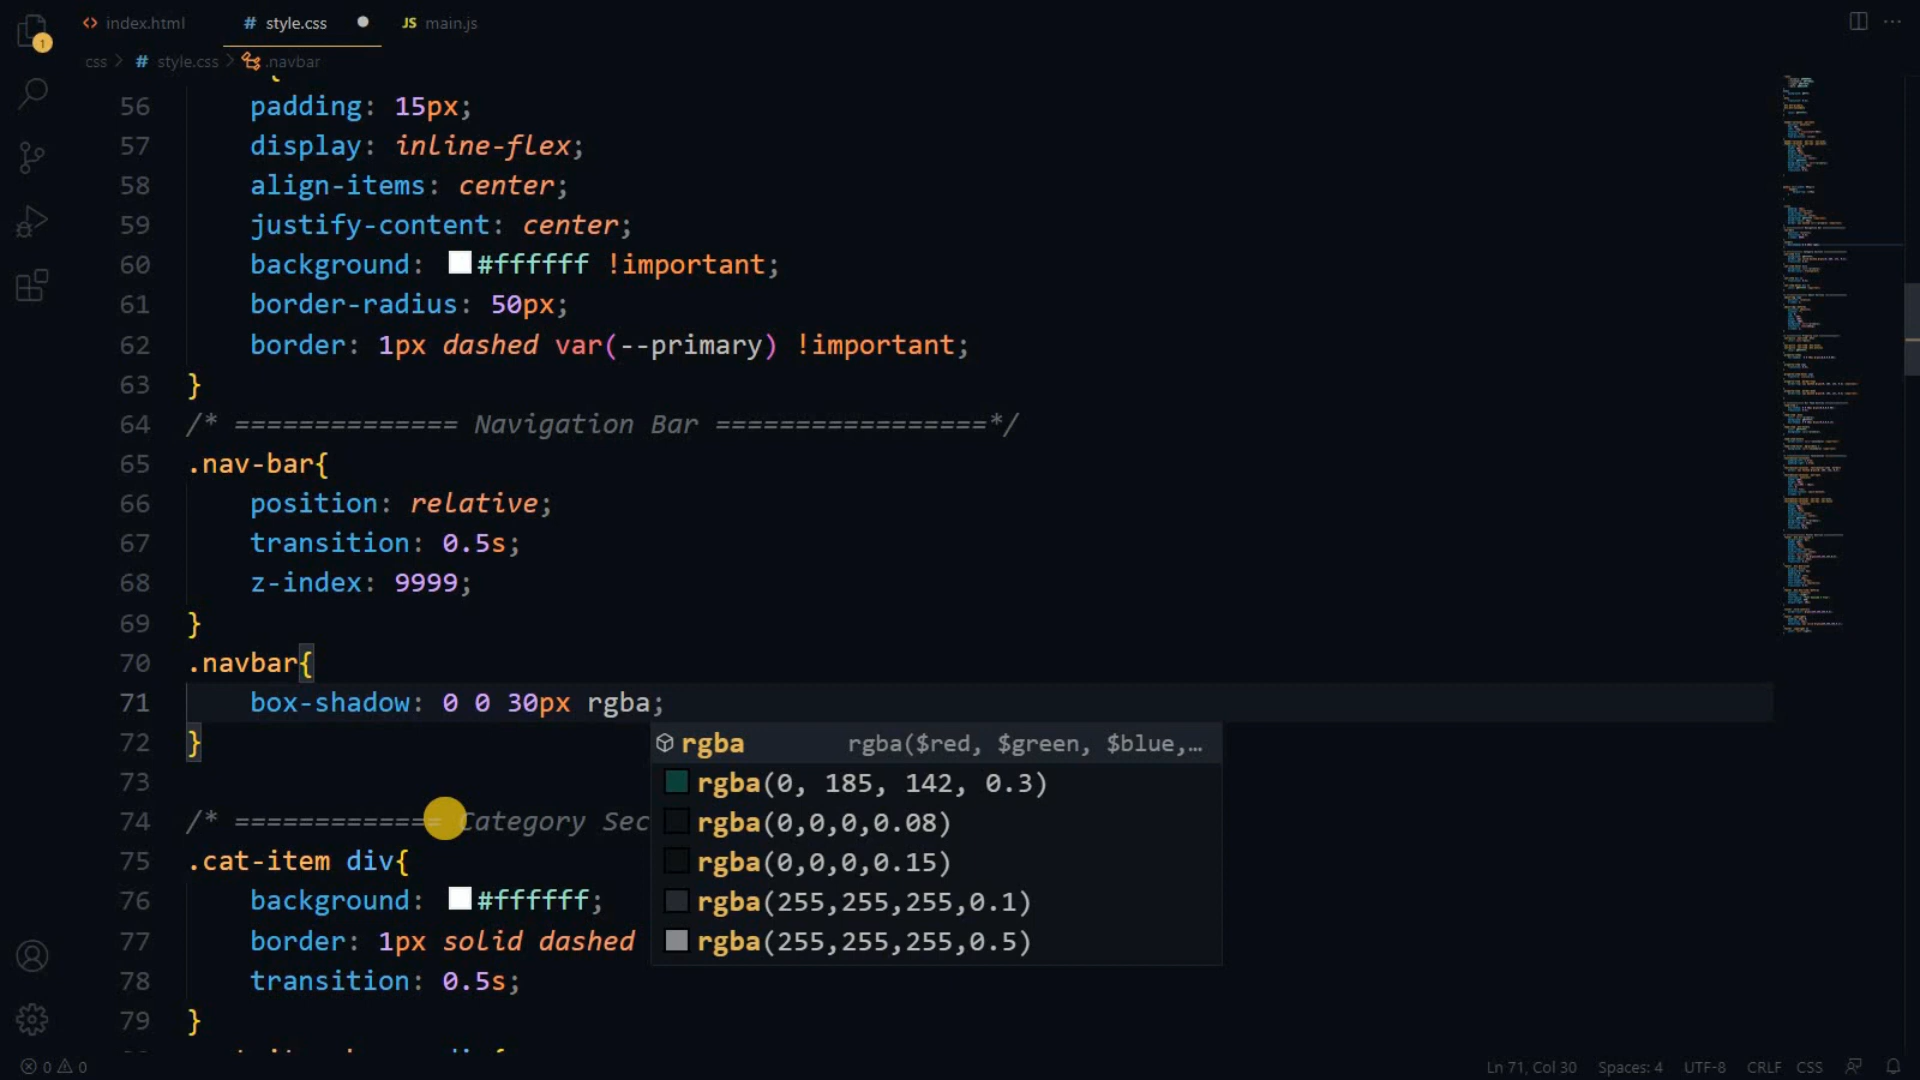 1
index.html
# style.css
JS main.js
css > # style.css > .navbar
56 padding: 15px;
57 display: inline-flex;
58 align-items: center;
59 justify-content: center;
60 background: #ffffff !important;
61 border-radius: 50px;
62 border: 1px dashed var(--primary) !important;
63 }
64 /* ============== Navigation Bar =================*/
65 .nav-bar{
66 position: relative;
67 transition: 0.5s;
68 z-index: 9999;
69 }
70 .navbar{
71 box-shadow: 0 0 30px rgba;
72 }
rgba rgba($red, $green, $blue,…
73
rgba(0, 185, 142, 0.3)
74 /* ============= Category Sec
rgba(0,0,0,0.08)
75 .cat-item div{
rgba(0,0,0,0.15)
76 background: #ffffff;
rgba(255,255,255,0.1)
77 border: 1px solid dashed
rgba(255,255,255,0.5)
78 transition: 0.5s;
79 }
0 0
Ln 71, Col 30
Spaces: 4
UTF-8
CRLF
CSS